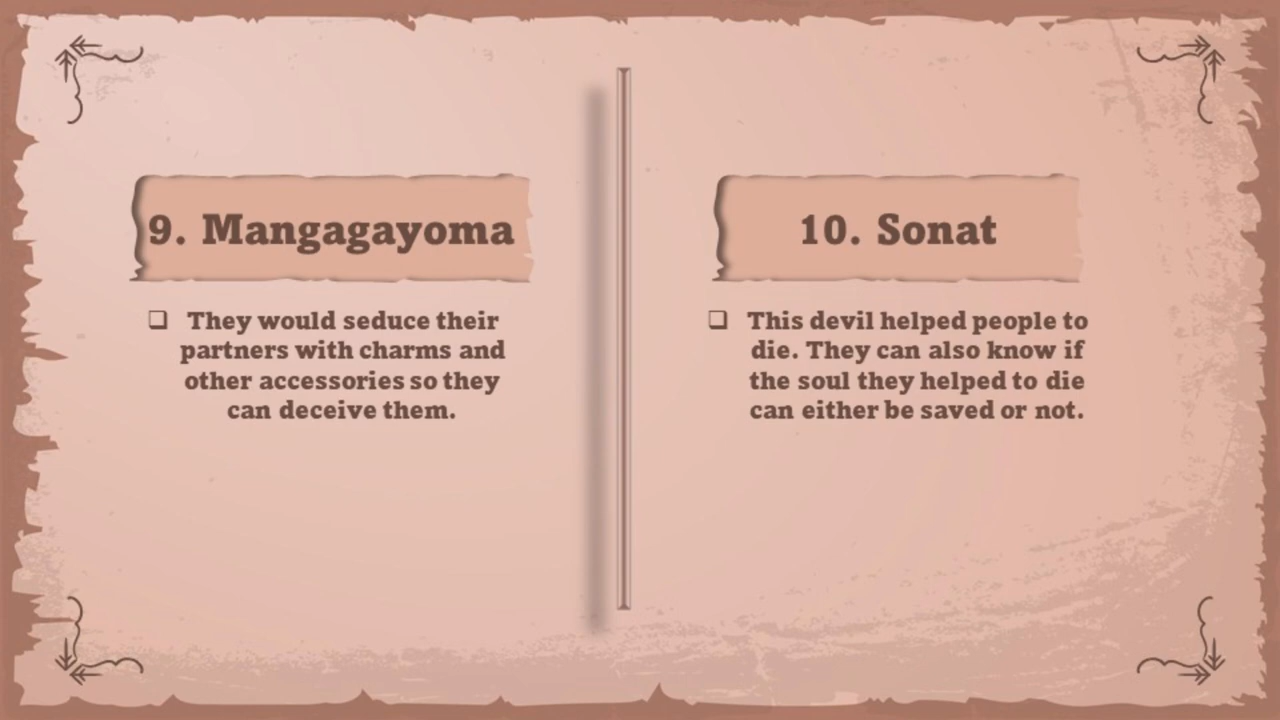 9. Mangagayoma
❑ They would seduce their
partners with charms and
other accessories so they
can deceive them.
10. Sonat
❑ This devil helped people to
die. They can also know if
the soul they helped to die
can either be saved or not.